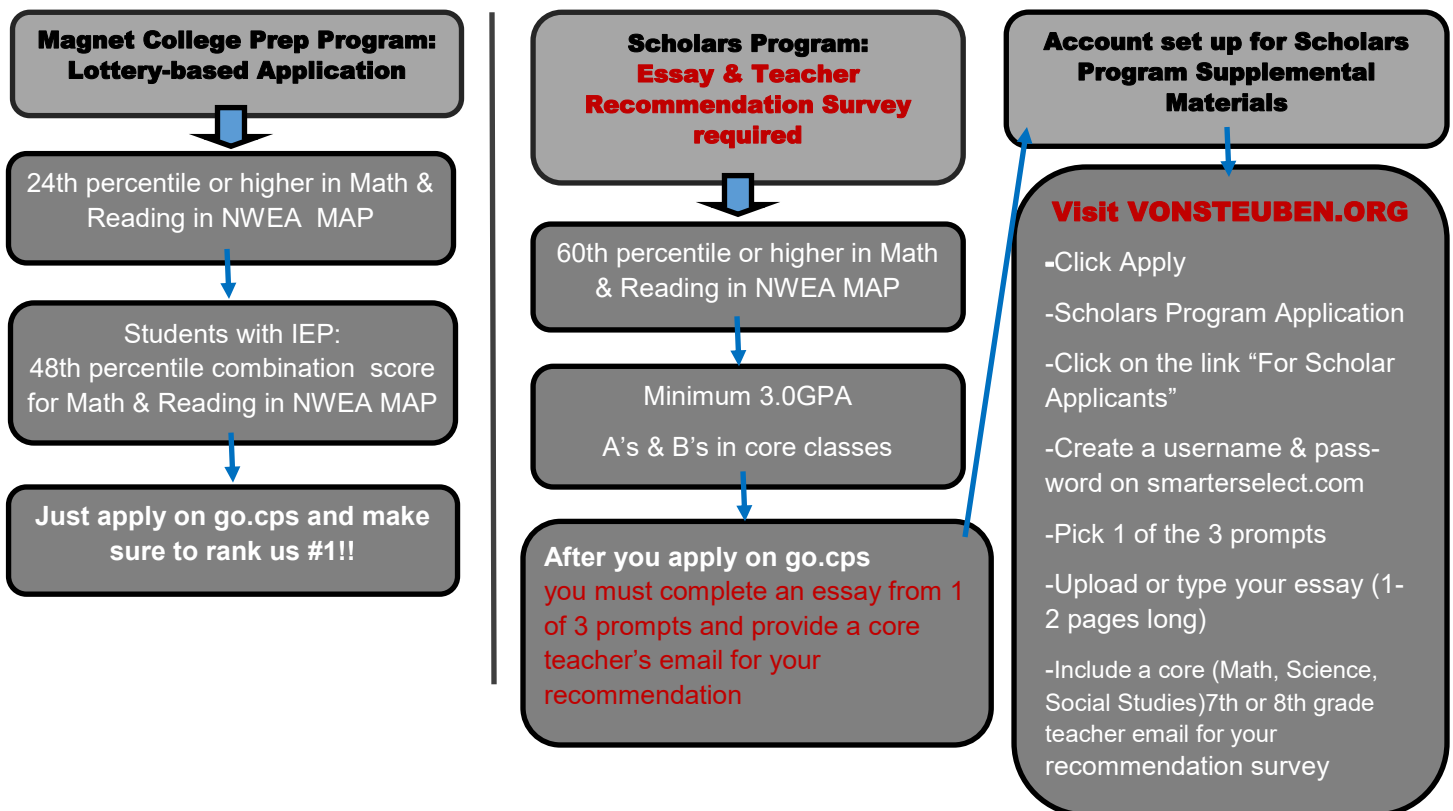 Magnet College Prep Program:
Lottery-based Application
24th percentile or higher in Math &
Reading in NWEA MAP
Students with IEP:
48th percentile combination score
for Math & Reading in NWEA MAP
Just apply on go.cps and make
sure to rank us #1!!
Scholars Program:
Essay & Teacher
Recommendation Survey
required
60th percentile or higher in Math
& Reading in NWEA MAP
Minimum 3.0GPA
A’s & B’s in core classes
After you apply on go.cps
you must complete an essay from 1
of 3 prompts and provide a core
teacher’s email for your
recommendation
Account set up for Scholars
Program Supplemental
Materials
Visit VONSTEUBEN.ORG
-Click Apply
-Scholars Program Application
-Click on the link “For Scholar
Applicants”
-Create a username & pass-
word on smarterselect.com
-Pick 1 of the 3 prompts
-Upload or type your essay (1-
2 pages long)
-Include a core (Math, Science,
Social Studies)7th or 8th grade
teacher email for your
recommendation survey